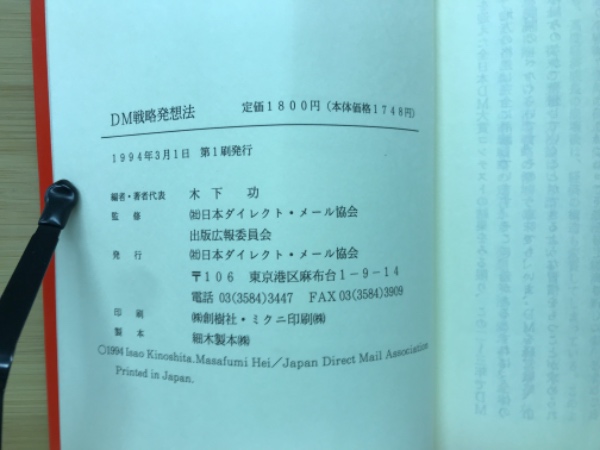 DM戦略発想法 定価1800円(本体価格1748円)
1994年3月1日 第1刷発行
編者・著者代表 木下 功
監修 ㈳日本ダイレクト・メール協会
出版広報委員会
発行 ㈳日本ダイレクト・メール協会
〒106 東京港区麻布台1-9-14
電話 03(3584)3447 FAX 03(3584)3909
印刷 ㈱創樹社・ミクニ印刷㈱
製本 細木製本㈱
©1994 Isao Kinoshita.Masafumi Hei/Japan Direct Mail Association
Printed in Japan.